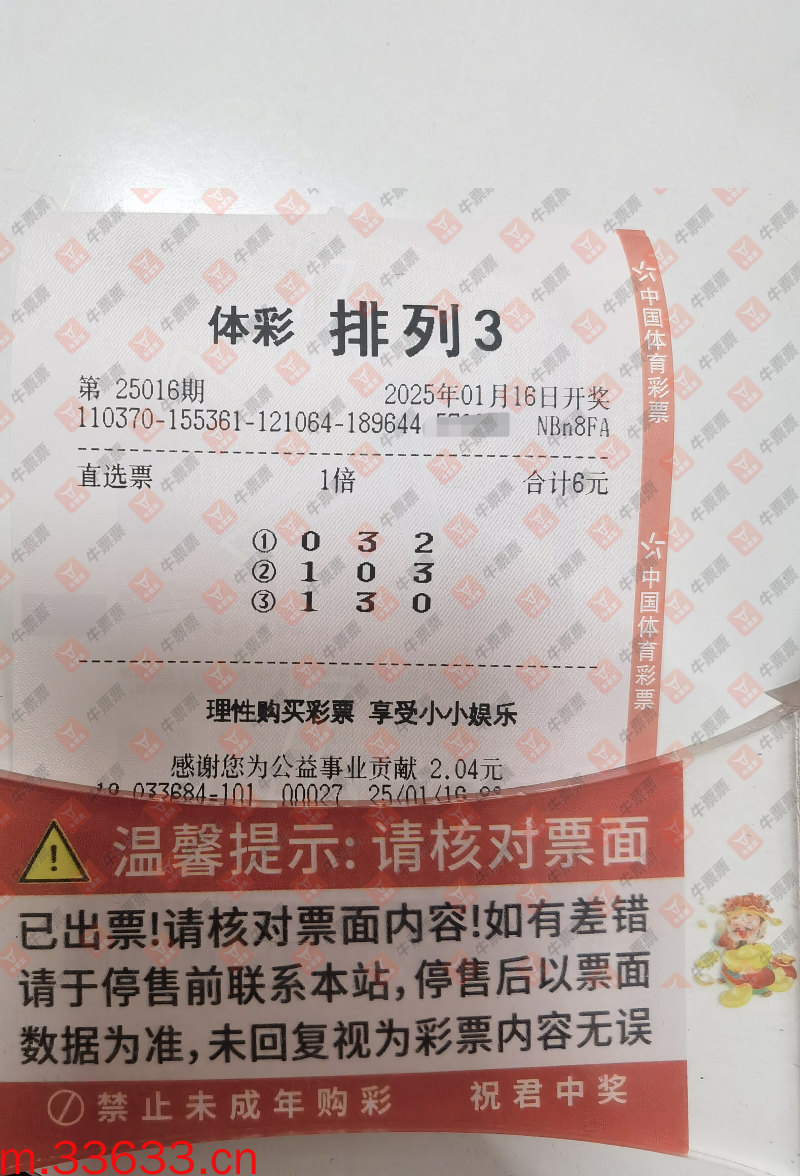 体彩 排列3
第 25016期 2025年01月16日开奖
110370-155361-121064-189644 NBn8FA
直选票 1倍 合计6元
① 0 3 2
② 1 0 3
③ 1 3 0
理性购买彩票 享受小小娱乐
感谢您为公益事业贡献 2.04元
00027
中国体育彩票
中国体育彩票
温馨提示:请核对票面
已出票!请核对票面内容!如有差错
请于停售前联系本站,停售后以票面
数据为准,未回复视为彩票内容无误
禁止未成年购彩 祝君中奖
m.33633.cn
牛票票